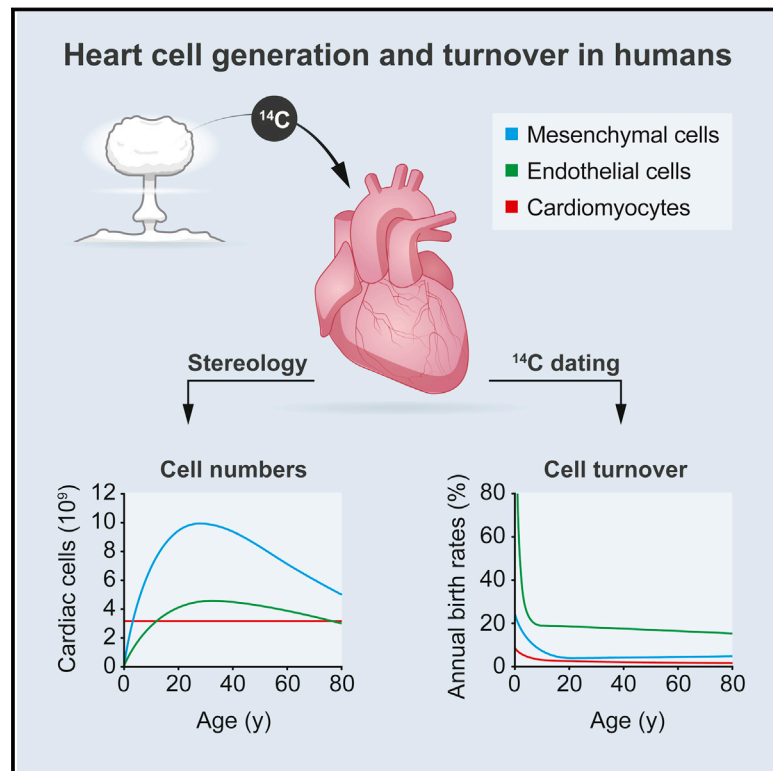 Heart cell generation and turnover in humans
¹⁴C
Mesenchymal cells
Endothelial cells
Cardiomyocytes
Stereology
¹⁴C dating
Cell numbers
Cardiac cells (10⁹)
12
10
8
6
4
2
0
0 20 40 60 80
Age (y)
Cell turnover
Annual birth rates (%)
80
60
40
20
0
0 20 40 60 80
Age (y)